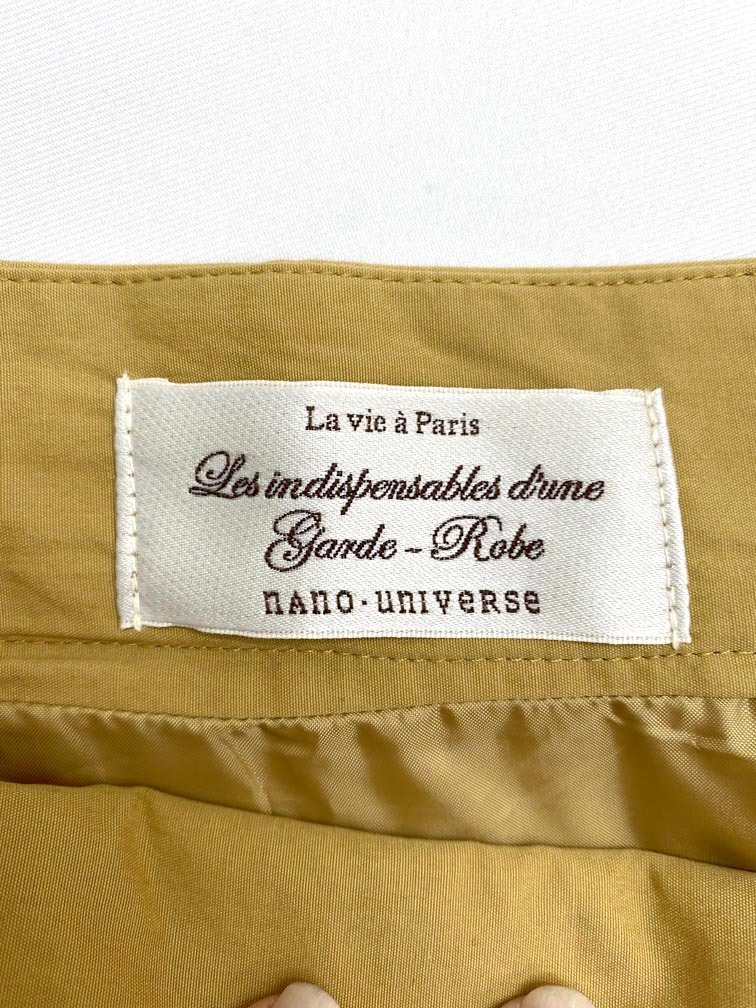 La vie à Paris
Les indispensables d'une
Garde - Robe
nano·universe